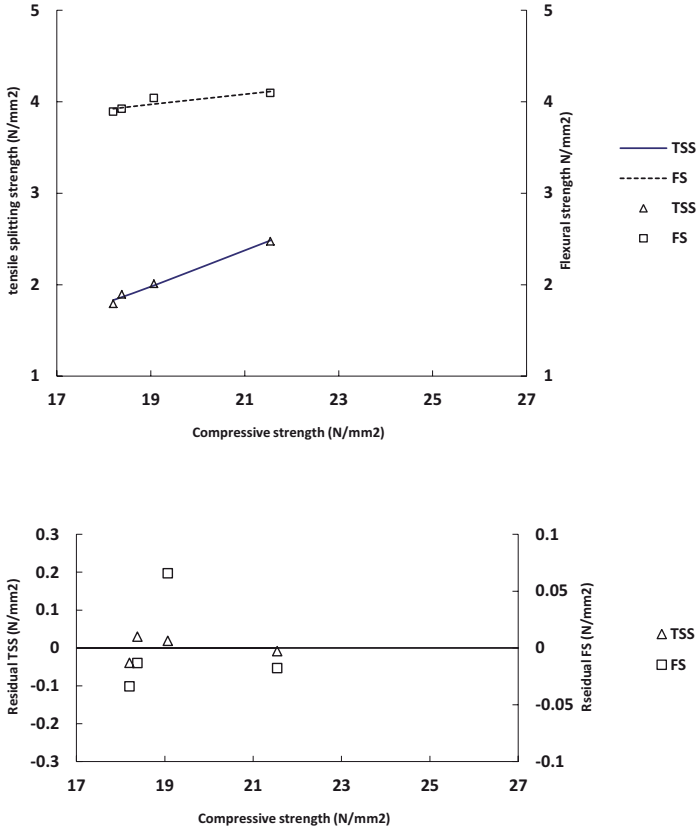 5
4
3
2
1
tensile splitting strength (N/mm2)
5
4
3
2
1
Flexural strength N/mm2)
17 19 21 23 25 27
Compressive strength (N/mm2)
TSS
FS
TSS
FS
0.3
0.2
0.1
0
-0.1
-0.2
-0.3
Residual TSS (N/mm2)
0.1
0.05
0
-0.05
-0.1
Rseidual FS (N/mm2)
17 19 21 23 25 27
Compressive strength (N/mm2)
TSS
FS